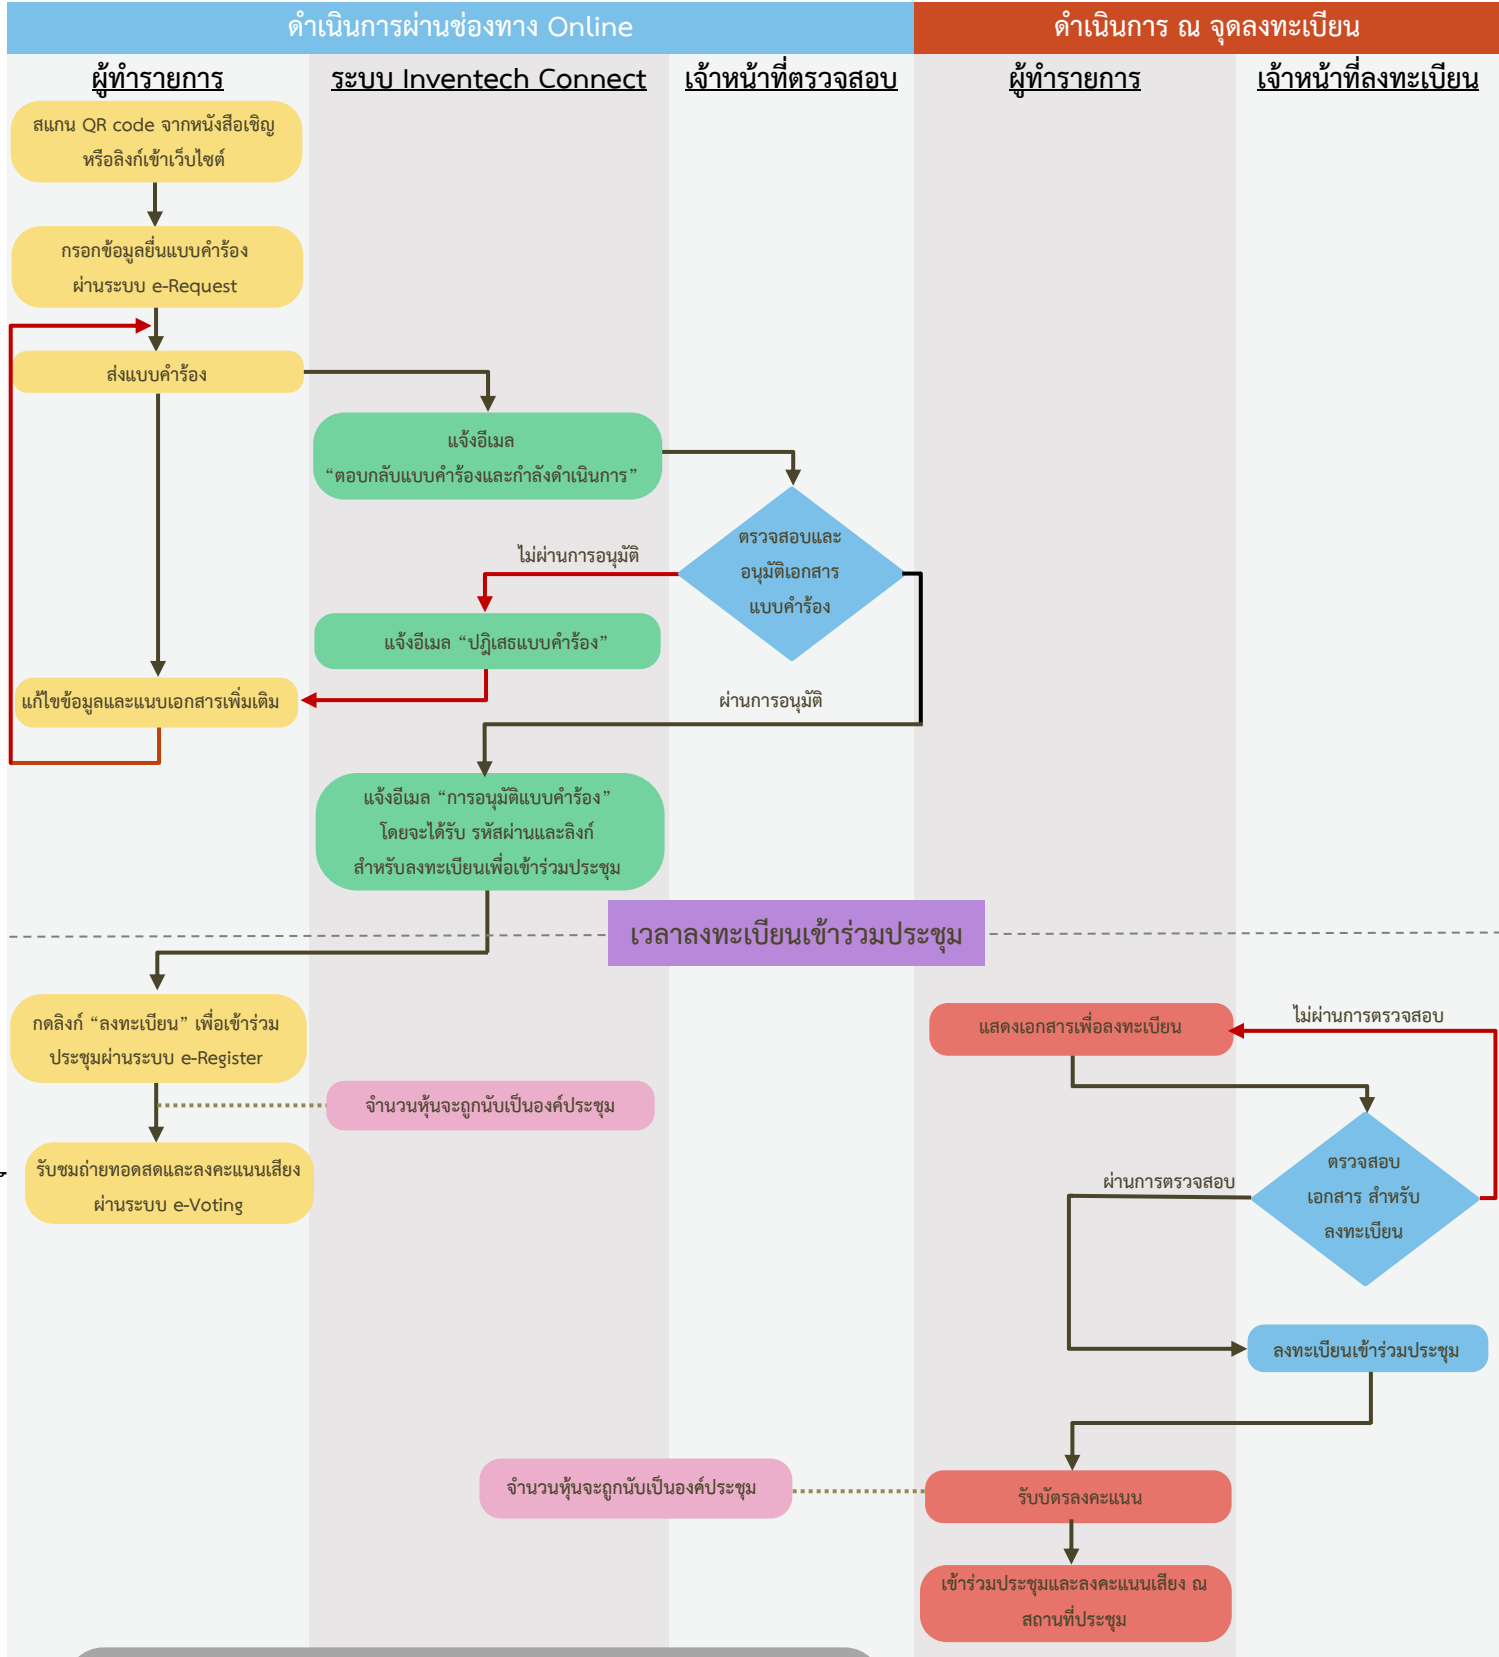 ดำเนินการผ่านช่องทาง Online
ดำเนินการ ณ จุดลงทะเบียน
ผู้ทำรายการ
ระบบ Inventech Connect
เจ้าหน้าที่ตรวจสอบ
ผู้ทำรายการ
เจ้าหน้าที่ลงทะเบียน
สแกน QR code จากหนังสือเชิญ
หรือลิงก์เข้าเว็บไซต์
กรอกข้อมูลยื่นแบบคำร้อง
ผ่านระบบ e-Request
ส่งแบบคำร้อง
แจ้งอีเมล
“ตอบกลับแบบคำร้องและกำลังดำเนินการ”
ตรวจสอบและ
อนุมัติเอกสาร
แบบคำร้อง
ไม่ผ่านการอนุมัติ
แจ้งอีเมล “ปฎิเสธแบบคำร้อง”
แก้ไขข้อมูลและแนบเอกสารเพิ่มเติม
ผ่านการอนุมัติ
แจ้งอีเมล “การอนุมัติแบบคำร้อง”
โดยจะได้รับ รหัสผ่านและลิงก์
สำหรับลงทะเบียนเพื่อเข้าร่วมประชุม
เวลาลงทะเบียนเข้าร่วมประชุม
กดลิงก์ “ลงทะเบียน” เพื่อเข้าร่วม
ประชุมผ่านระบบ e-Register
จำนวนหุ้นจะถูกนับเป็นองค์ประชุม
รับชมถ่ายทอดสดและลงคะแนนเสียง
ผ่านระบบ e-Voting
แสดงเอกสารเพื่อลงทะเบียน
ไม่ผ่านการตรวจสอบ
ตรวจสอบ
เอกสาร สำหรับ
ลงทะเบียน
ผ่านการตรวจสอบ
ลงทะเบียนเข้าร่วมประชุม
จำนวนหุ้นจะถูกนับเป็นองค์ประชุม
รับบัตรลงคะแนน
เข้าร่วมประชุมและลงคะแนนเสียง ณ
สถานที่ประชุม